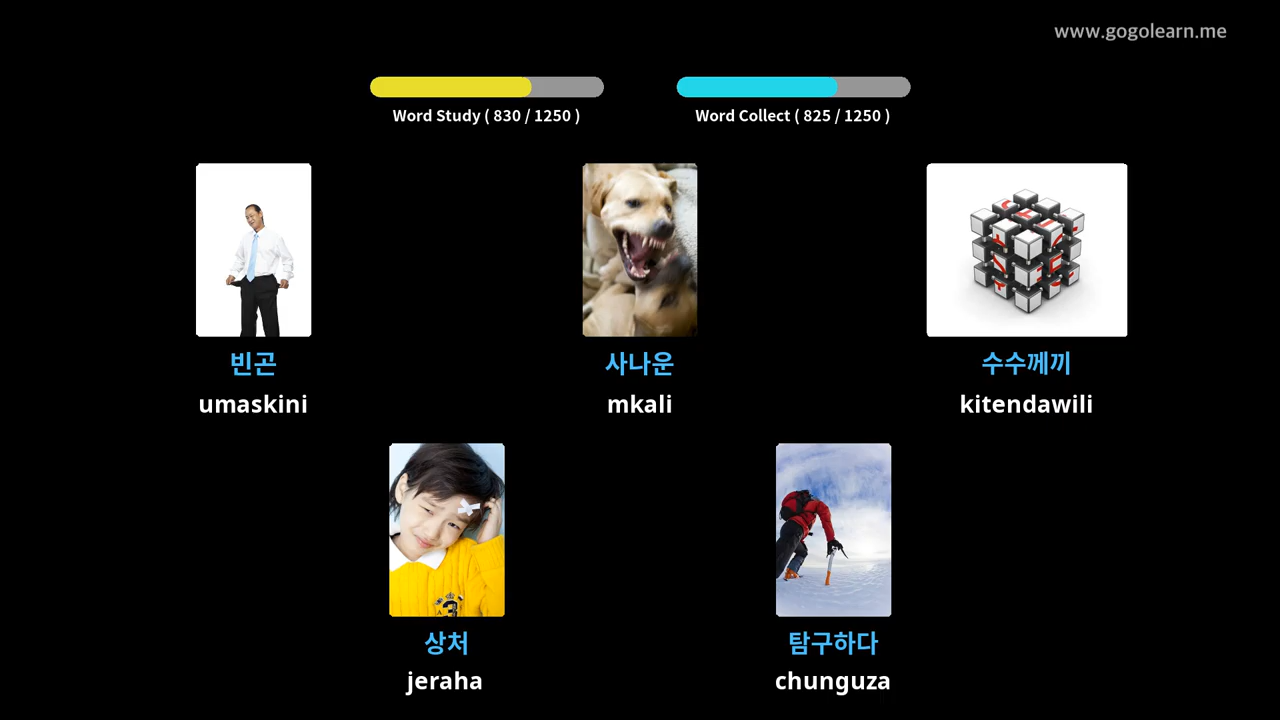 www.gogolearn.me
Word Study ( 830 / 1250 )
Word Collect ( 825 / 1250 )
빈곤
umaskini
사나운
mkali
수수께끼
kitendawili
상처
jeraha
탐구하다
chunguza